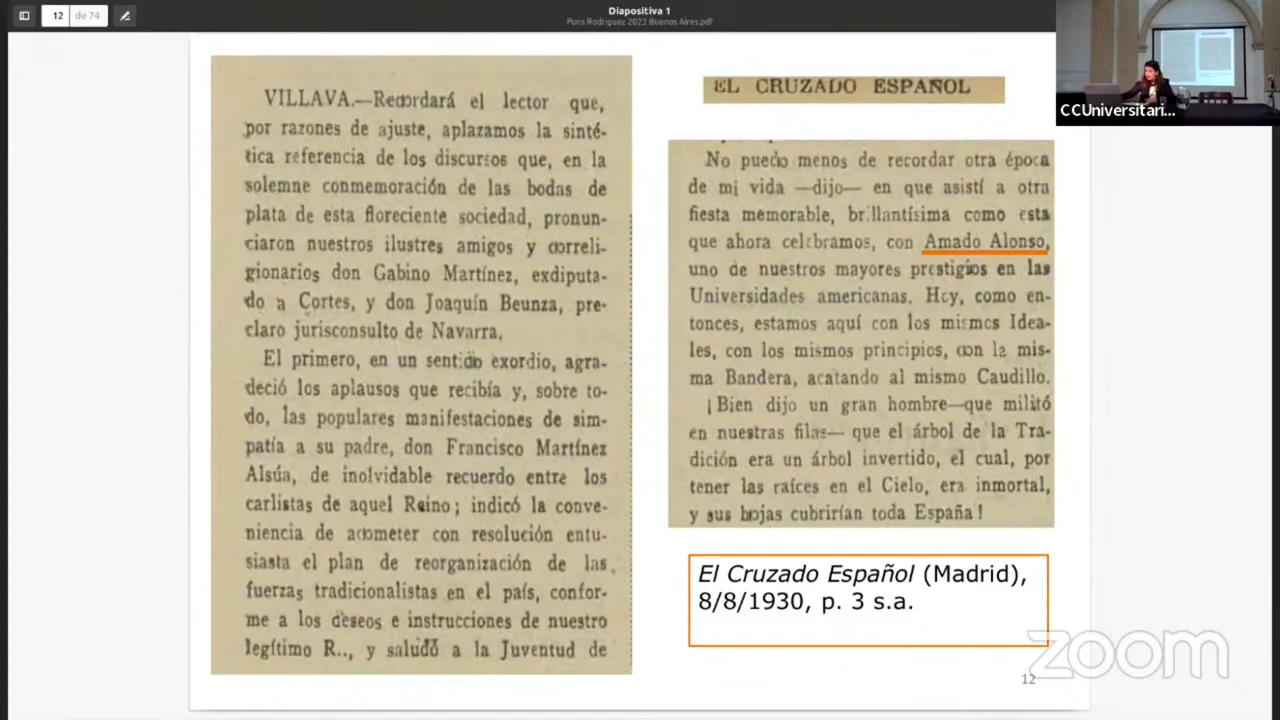 12 de 74
Diapositiva 1
Pons Rodriguez 2023 Buenos Aires.pdf
CCUniversitari...
VILLAVA.—Recordará el lector que,
por razones de ajuste, aplazamos la sinté-
tica referencia de los discursos que, en la
solemne conmemoración de las bodas de
plata de esta floreciente sociedad, pronun-
ciaron nuestros ilustres amigos y correli-
gionarios don Gabino Martínez, exdiputa-
do a Cortes, y don Joaquín Beunza, pre-
claro jurisconsulto de Navarra.
El primero, en un sentido exordio, agra-
deció los aplausos que recibía y, sobre to-
do, las populares manifestaciones de sim-
patía a su padre, don Francisco Martínez
Alsúa, de inolvidable recuerdo entre los
carlistas de aquel Reino; indicó la conve-
niencia de acometer con resolución entu-
siasta el plan de reorganización de las
fuerzas tradicionalistas en el país, confor-
me a los deseos e instrucciones de nuestro
legítimo R.., y saludó a la Juventud de
EL CRUZADO ESPAÑOL
No puedo menos de recordar otra época
de mi vida —dijo— en que asistí a otra
fiesta memorable, brillantísima como esta
que ahora celebramos, con Amado Alonso,
uno de nuestros mayores prestigios en las
Universidades americanas. Hoy, como en-
tonces, estamos aquí con los mismos Idea-
les, con los mismos principios, con la mis-
ma Bandera, acatando al mismo Caudillo.
¡Bien dijo un gran hombre—que militó
en nuestras filas— que el árbol de la Tra-
dición era un árbol invertido, el cual, por
tener las raíces en el Cielo, era inmortal,
y sus hojas cubrirían toda España!
El Cruzado Español (Madrid),
8/8/1930, p. 3 s.a.
zoom
12